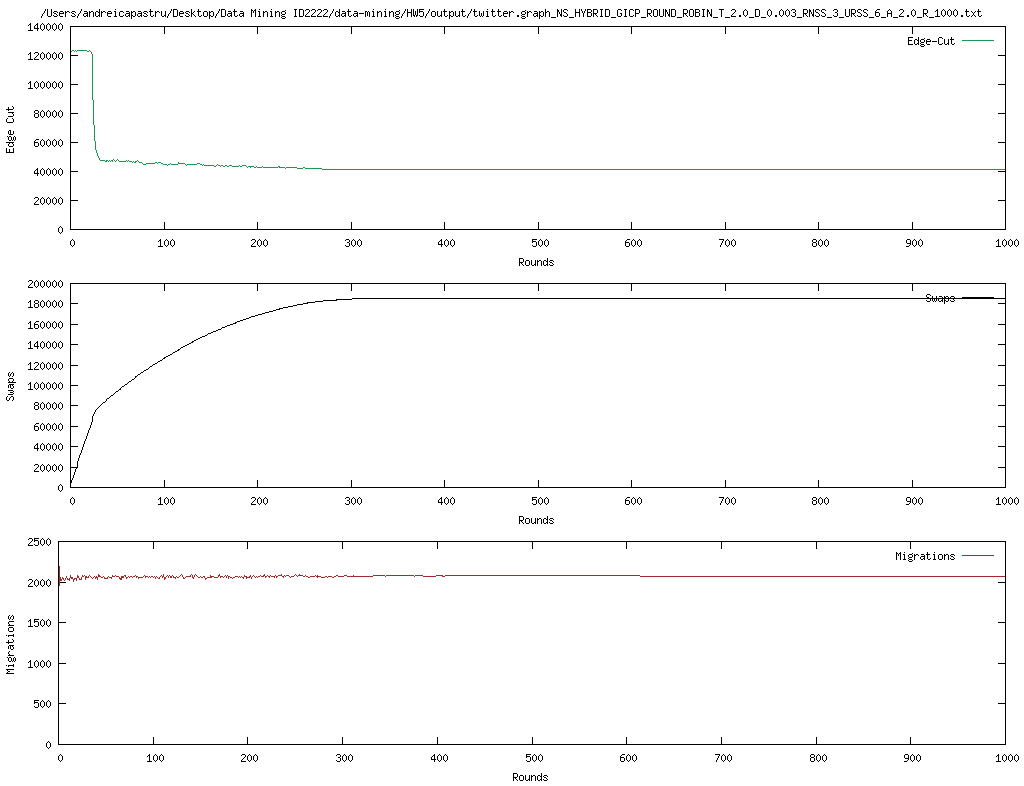 /Users/andreicapastru/Desktop/Data Mining ID2222/data-mining/HW5/output/twitter.graph_NS_HYBRID_GICP_ROUND_ROBIN_T_2.0_D_0.003_RNSS_3_URSS_6_A_2.0_R_1000.txt
Edge-Cut
Edge Cut
140000
120000
100000
80000
60000
40000
20000
0
0 100 200 300 400 500 600 700 800 900 1000
Rounds
Swaps
Swaps
200000
180000
160000
140000
120000
100000
80000
60000
40000
20000
0
0 100 200 300 400 500 600 700 800 900 1000
Rounds
Migrations
Migrations
2500
2000
1500
1000
500
0
0 100 200 300 400 500 600 700 800 900 1000
Rounds